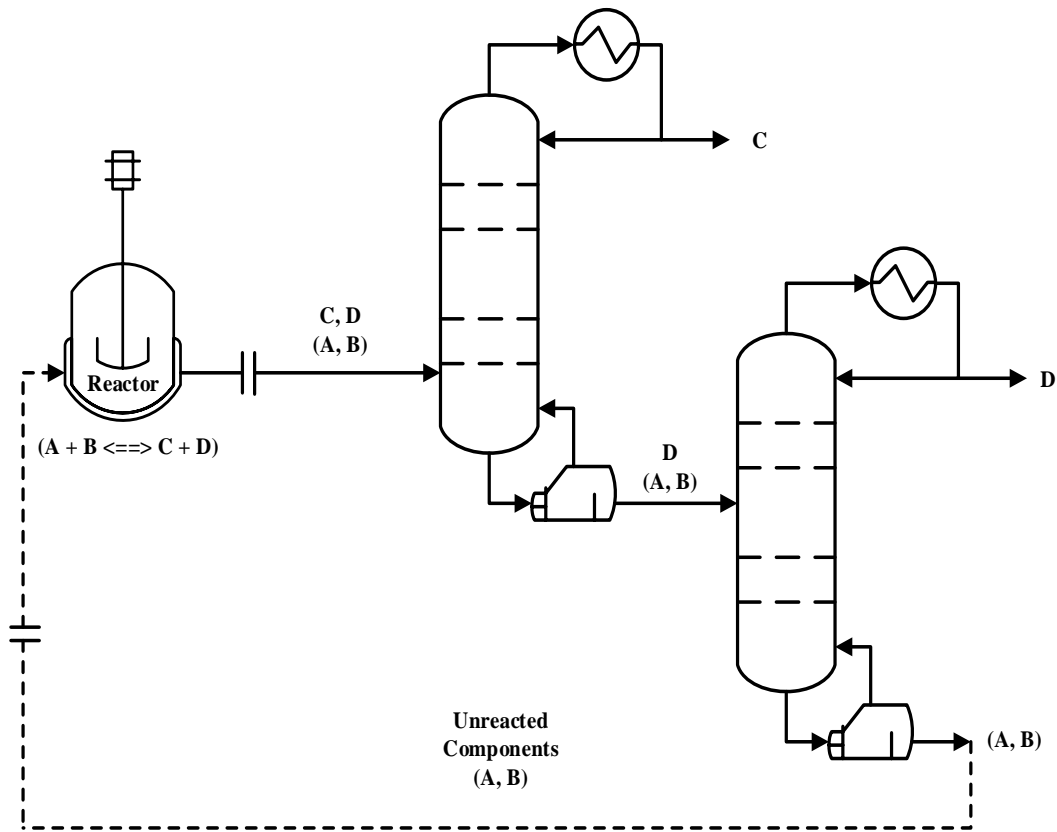 C
C, D
(A, B)
Reactor
(A + B <==> C + D)
D
D
(A, B)
Unreacted
Components
(A, B)
(A, B)